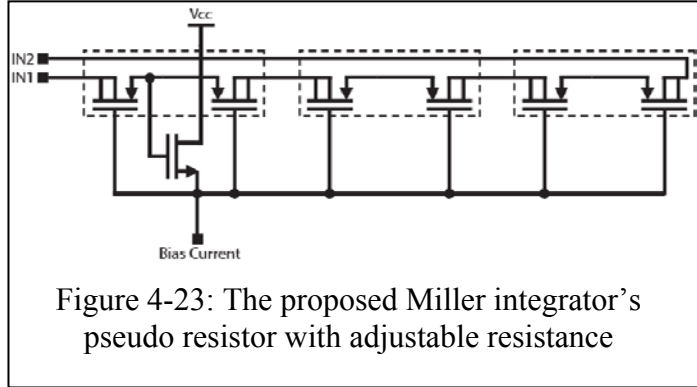 Vcc
IN2
IN1
Bias Current
Figure 4-23: The proposed Miller integrator's
pseudo resistor with adjustable resistance